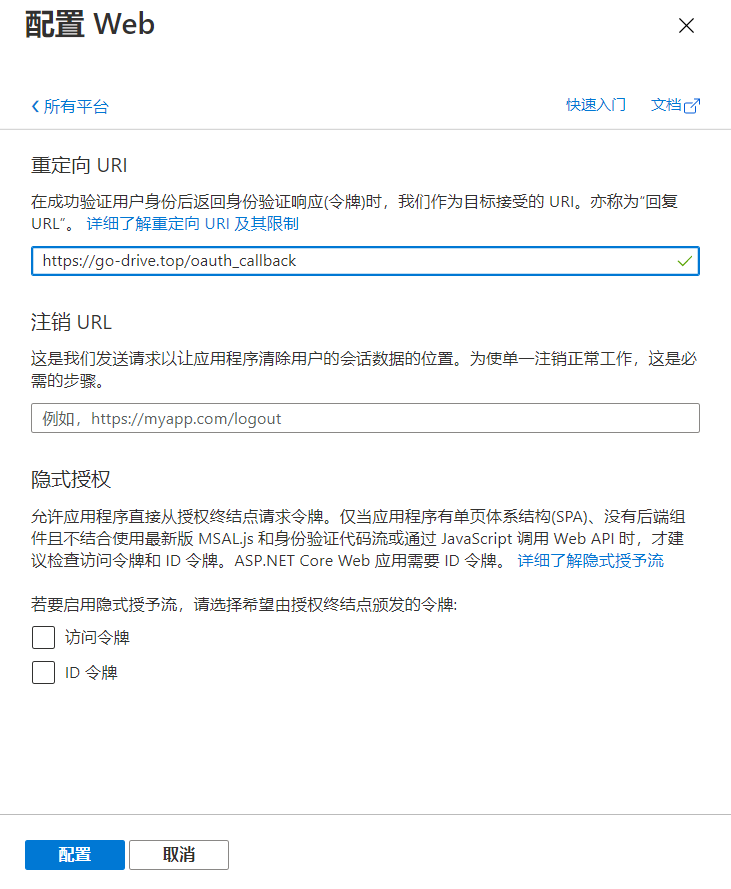 配置 Web
所有平台
快速入门
文档
重定向 URI
在成功验证用户身份后返回身份验证响应(令牌)时，我们作为目标接受的 URI。亦称为“回复
URL”。 详细了解重定向 URI 及其限制
https://go-drive.top/oauth_callback
注销 URL
这是我们发送请求以让应用程序清除用户的会话数据的位置。为使单一注销正常工作，这是必
需的步骤。
例如，https://myapp.com/logout
隐式授权
允许应用程序直接从授权终结点请求令牌。仅当应用程序有单页体系结构(SPA)、没有后端组
件且不结合使用最新版 MSAL.js 和身份验证代码流或通过 JavaScript 调用 Web API 时，才建
议检查访问令牌和 ID 令牌。ASP.NET Core Web 应用需要 ID 令牌。 详细了解隐式授予流
若要启用隐式授予流，请选择希望由授权终结点颁发的令牌:
访问令牌
ID 令牌
配置
取消